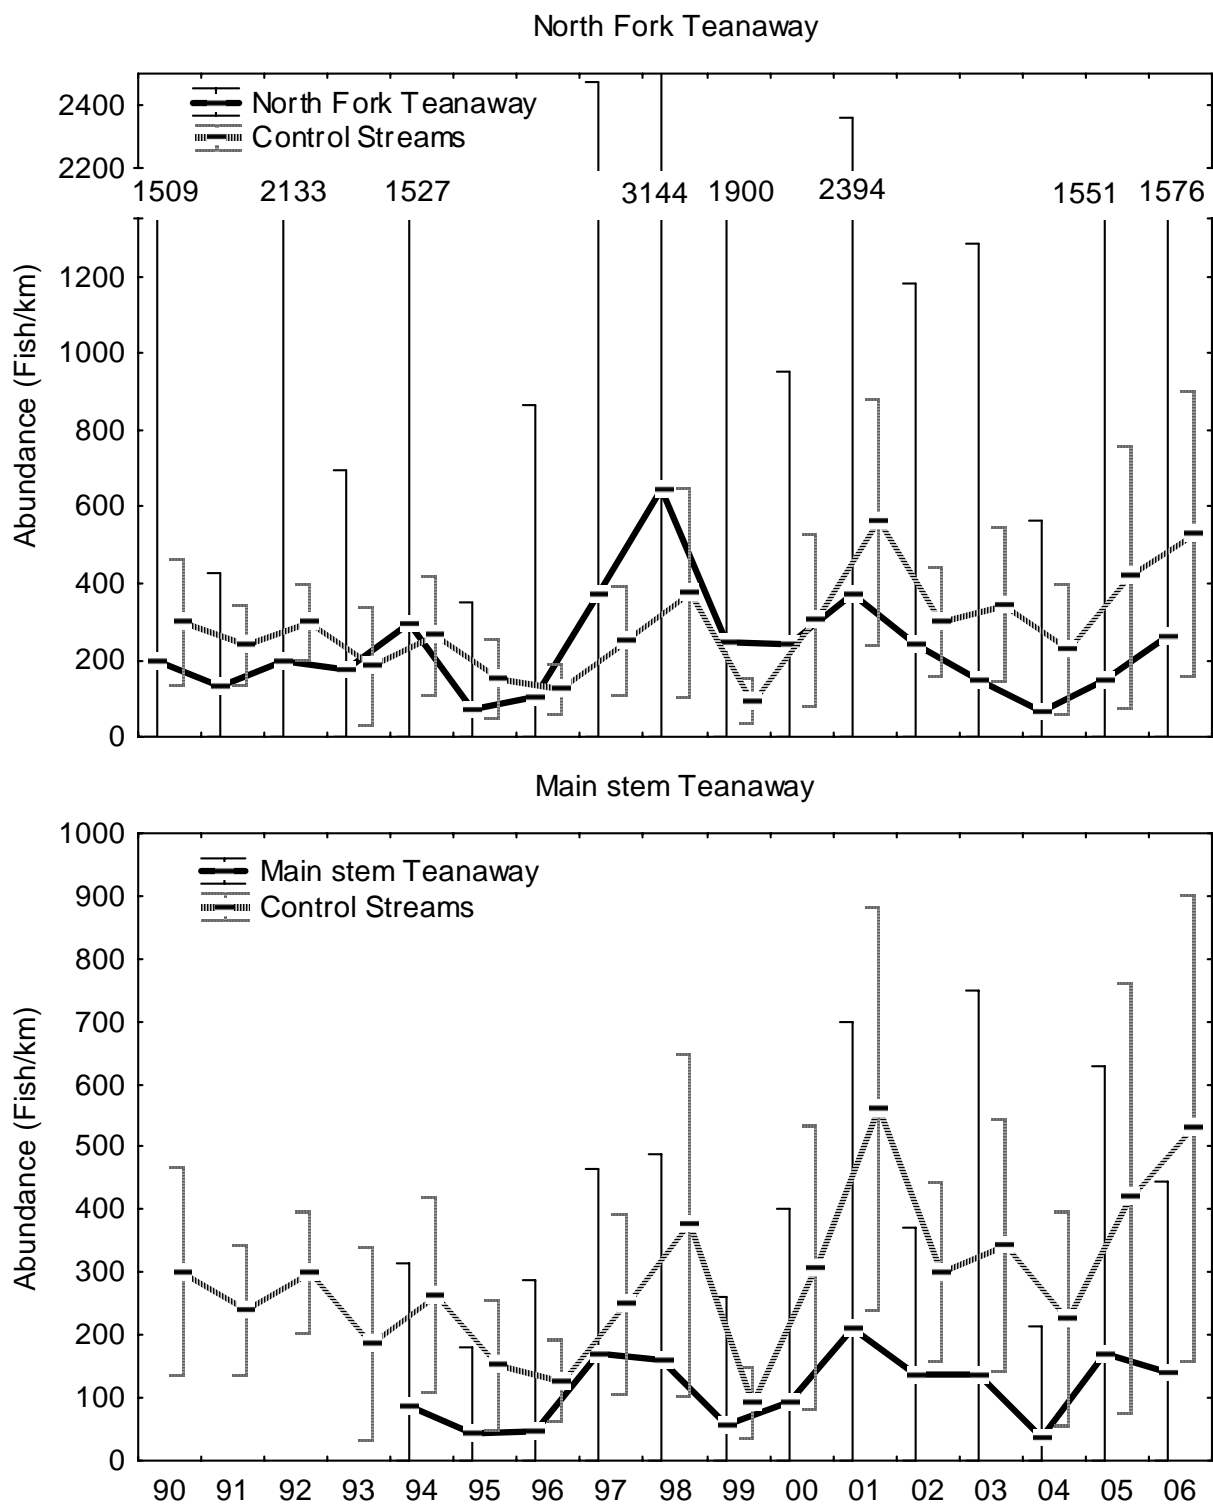 North Fork Teanaway
2400
2200
North Fork Teanaway
Control Streams
1509 2133 1527 3144 1900 2394 1551 1576
1200
1000
800
600
400
200
0
Abundance (Fish/km)
Main stem Teanaway
1000
900
800
700
600
500
400
300
200
100
0
Main stem Teanaway
Control Streams
Abundance (Fish/km)
90 91 92 93 94 95 96 97 98 99 00 01 02 03 04 05 06